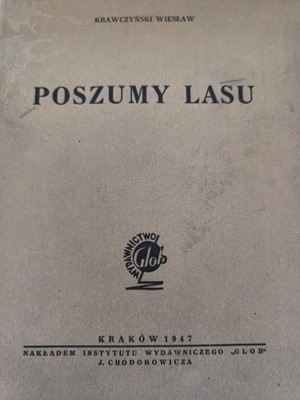 KRAWCZYŃSKI WIESŁAW
POSZUMY LASU
WYDAWNICTWO
Glob
KRAKÓW 1947
NAKŁADEM INSTYTUTU WYDAWNICZEGO „GLOB"
J. CHODOROWICZA